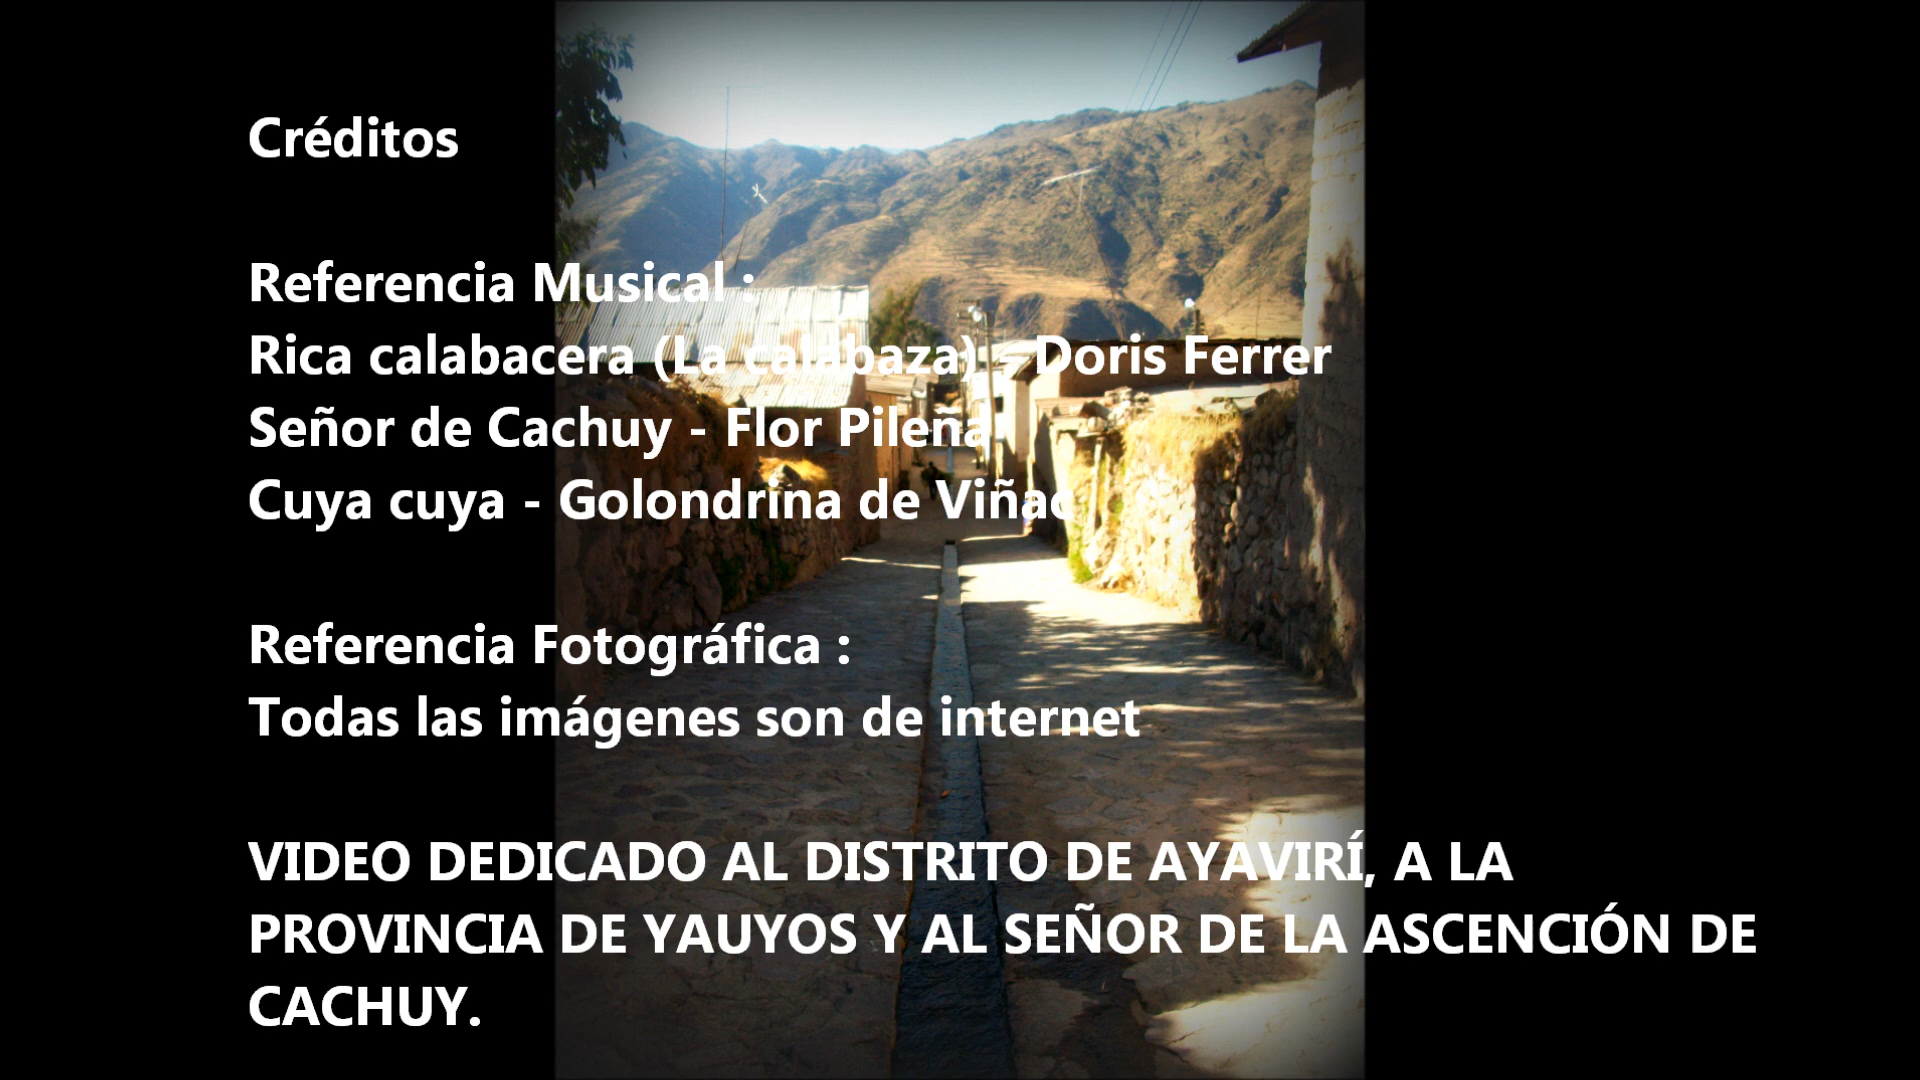 Créditos
Referencia Musical :
Rica calabacera (La calabaza) - Doris Ferrer
Señor de Cachuy - Flor Pileña
Cuya cuya - Golondrina de Viñac
Referencia Fotográfica :
Todas las imágenes son de internet
VIDEO DEDICADO AL DISTRITO DE AYAVIRÍ, A LA
PROVINCIA DE YAUYOS Y AL SEÑOR DE LA ASCENCIÓN DE
CACHUY.